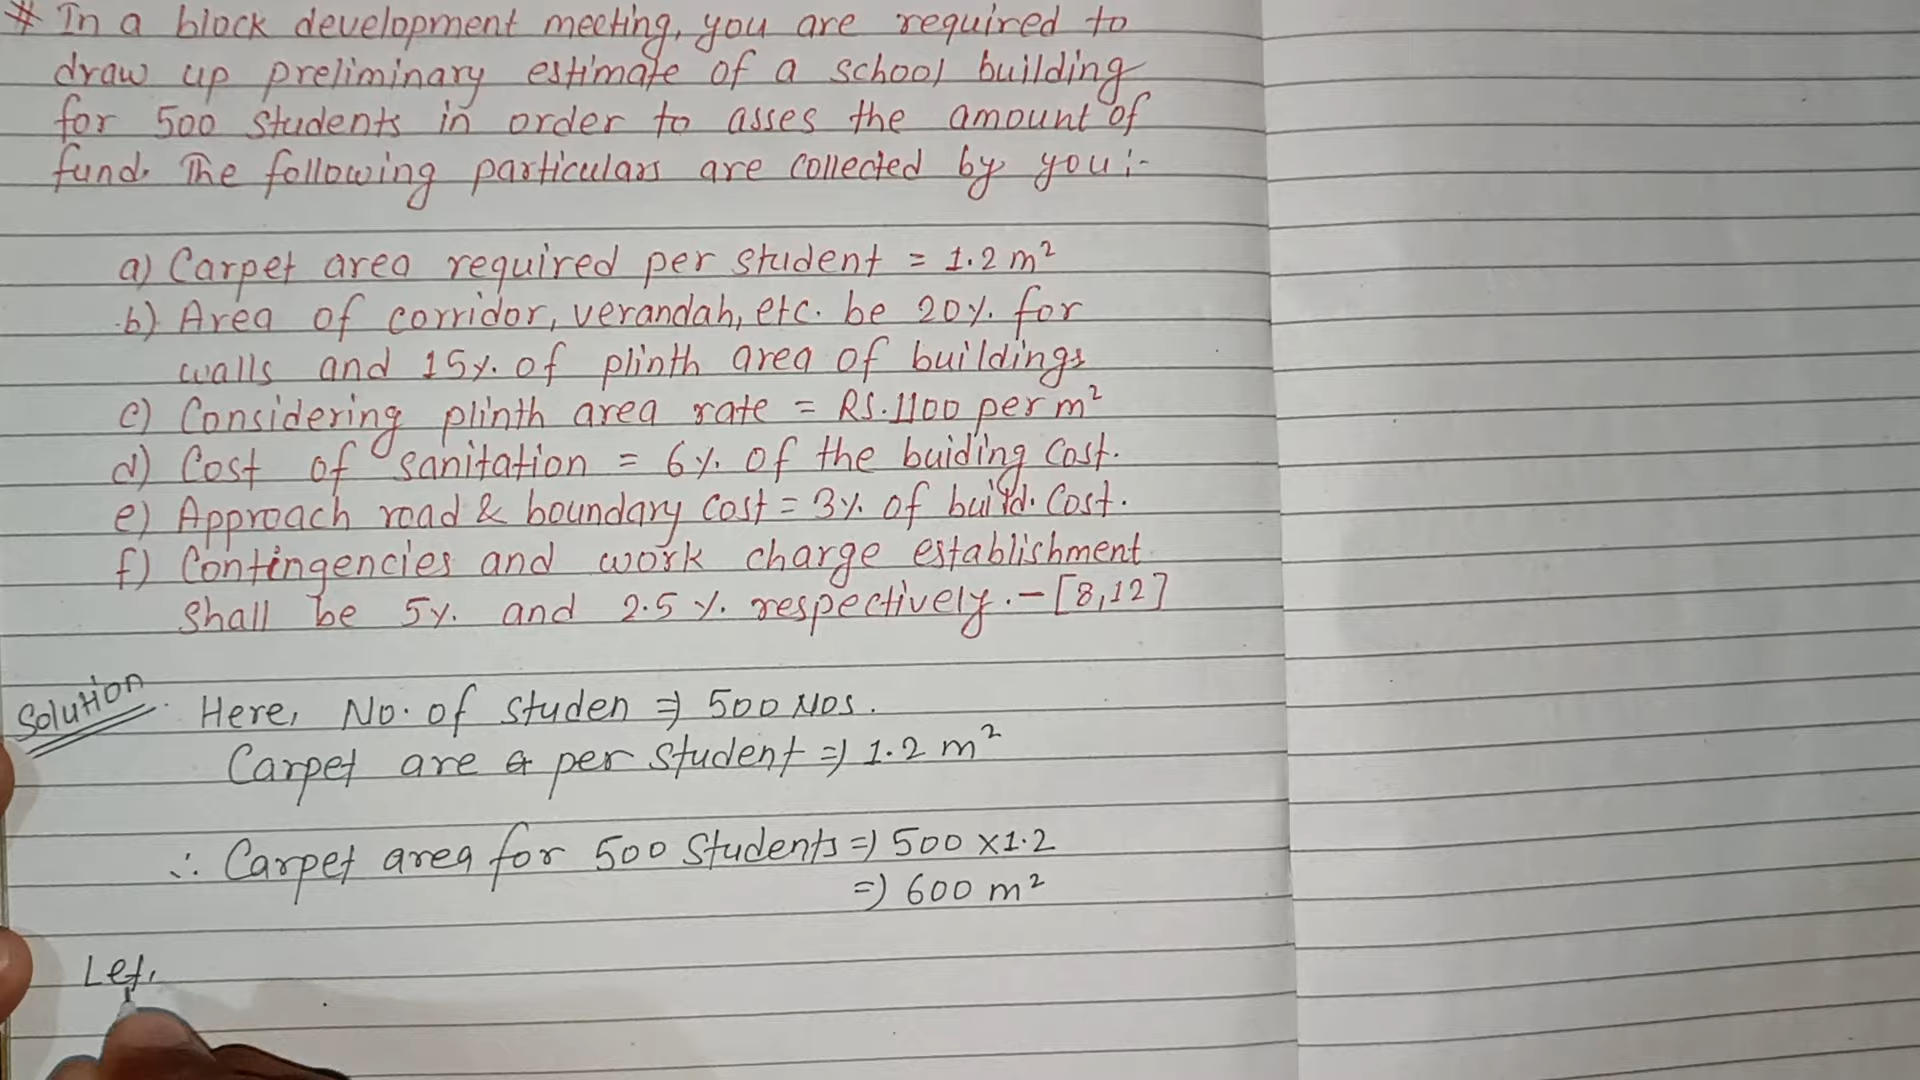 * In a block development meeting, you are required to
draw up preliminary estimate of a school building
for 500 students in order to asses the amount of
fund. The following particulars are collected by you :-
a) Carpet area required per student = 1.2 m²
b) Area of corridor, verandah, etc. be 20%. for
walls and 15%. of plinth area of buildings
c) Considering plinth area rate = RS. 1100 per m²
d) Cost of sanitation = 6%. of the buiding Cost.
e) Approach road & boundary cost = 3%. of build. Cost.
f) Contingencies and work charge establishment
shall be 5%. and 2.5%. respectively. - [8,12]
Solution
Here, No. of studen ⇒ 500 Nos.
Carpet are per student ⇒ 1.2 m²
∴ Carpet area for 500 Students ⇒ 500 x 1.2
⇒ 600 m²
Let,